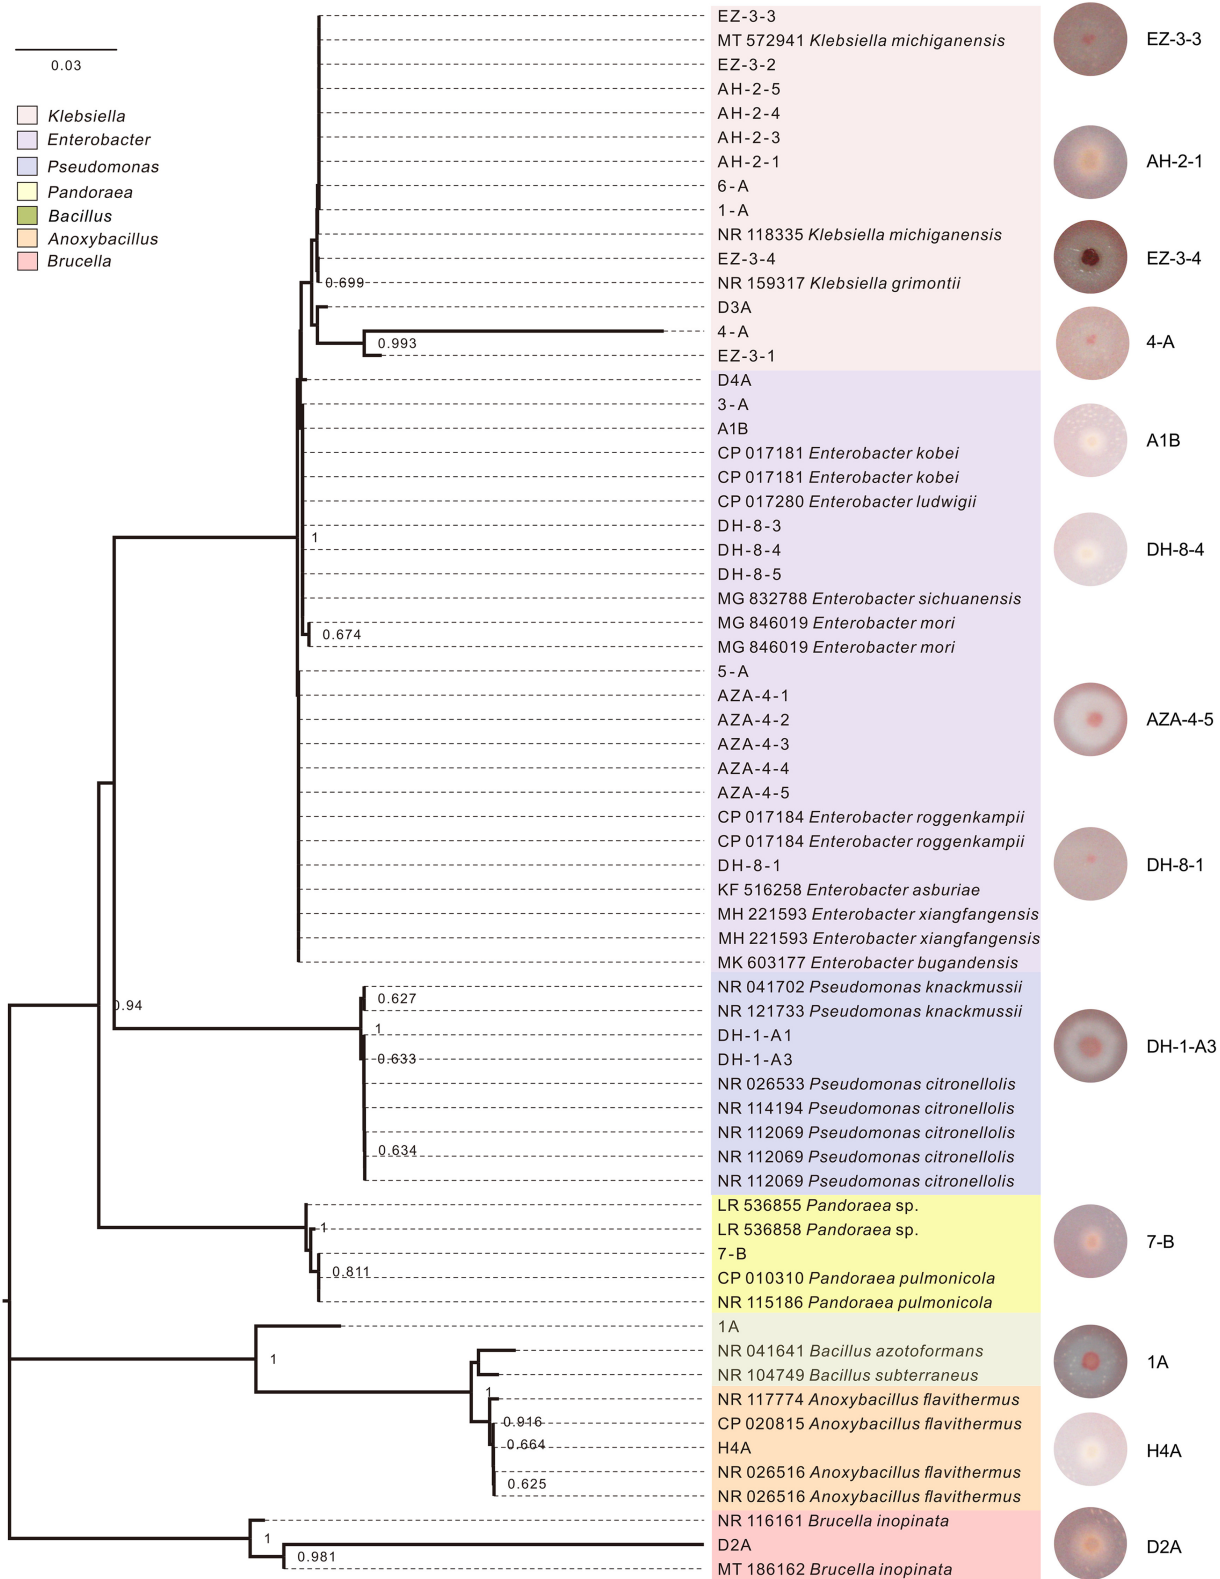 0.03
Klebsiella
Enterobacter
Pseudomonas
Pandoraea
Bacillus
Anoxybacillus
Brucella
EZ-3-3
MT 572941 Klebsiella michiganensis
EZ-3-2
AH-2-5
AH-2-4
AH-2-3
AH-2-1
6-A
1-A
NR 118335 Klebsiella michiganensis
EZ-3-4
0.699
NR 159317 Klebsiella grimontii
D3A
4-A
0.993
EZ-3-1
D4A
3-A
A1B
CP 017181 Enterobacter kobei
CP 017181 Enterobacter kobei
CP 017280 Enterobacter ludwigii
DH-8-3
1
DH-8-4
DH-8-5
MG 832788 Enterobacter sichuanensis
MG 846019 Enterobacter mori
0.674
MG 846019 Enterobacter mori
5-A
AZA-4-1
AZA-4-2
AZA-4-3
AZA-4-4
AZA-4-5
CP 017184 Enterobacter roggenkampii
CP 017184 Enterobacter roggenkampii
DH-8-1
KF 516258 Enterobacter asburiae
MH 221593 Enterobacter xiangfangensis
MH 221593 Enterobacter xiangfangensis
MK 603177 Enterobacter bugandensis
NR 041702 Pseudomonas knackmussii
0.627
0.94
NR 121733 Pseudomonas knackmussii
1
DH-1-A1
0.633
DH-1-A3
NR 026533 Pseudomonas citronellolis
NR 114194 Pseudomonas citronellolis
NR 112069 Pseudomonas citronellolis
0.634
NR 112069 Pseudomonas citronellolis
NR 112069 Pseudomonas citronellolis
LR 536855 Pandoraea sp.
1
LR 536858 Pandoraea sp.
7-B
0.811
CP 010310 Pandoraea pulmonicola
NR 115186 Pandoraea pulmonicola
1A
1
NR 041641 Bacillus azotoformans
NR 104749 Bacillus subterraneus
1
NR 117774 Anoxybacillus flavithermus
0.916
CP 020815 Anoxybacillus flavithermus
0.664
H4A
NR 026516 Anoxybacillus flavithermus
0.625
NR 026516 Anoxybacillus flavithermus
NR 116161 Brucella inopinata
1
D2A
0.981
MT 186162 Brucella inopinata
EZ-3-3
AH-2-1
EZ-3-4
4-A
A1B
DH-8-4
AZA-4-5
DH-8-1
DH-1-A3
7-B
1A
H4A
D2A